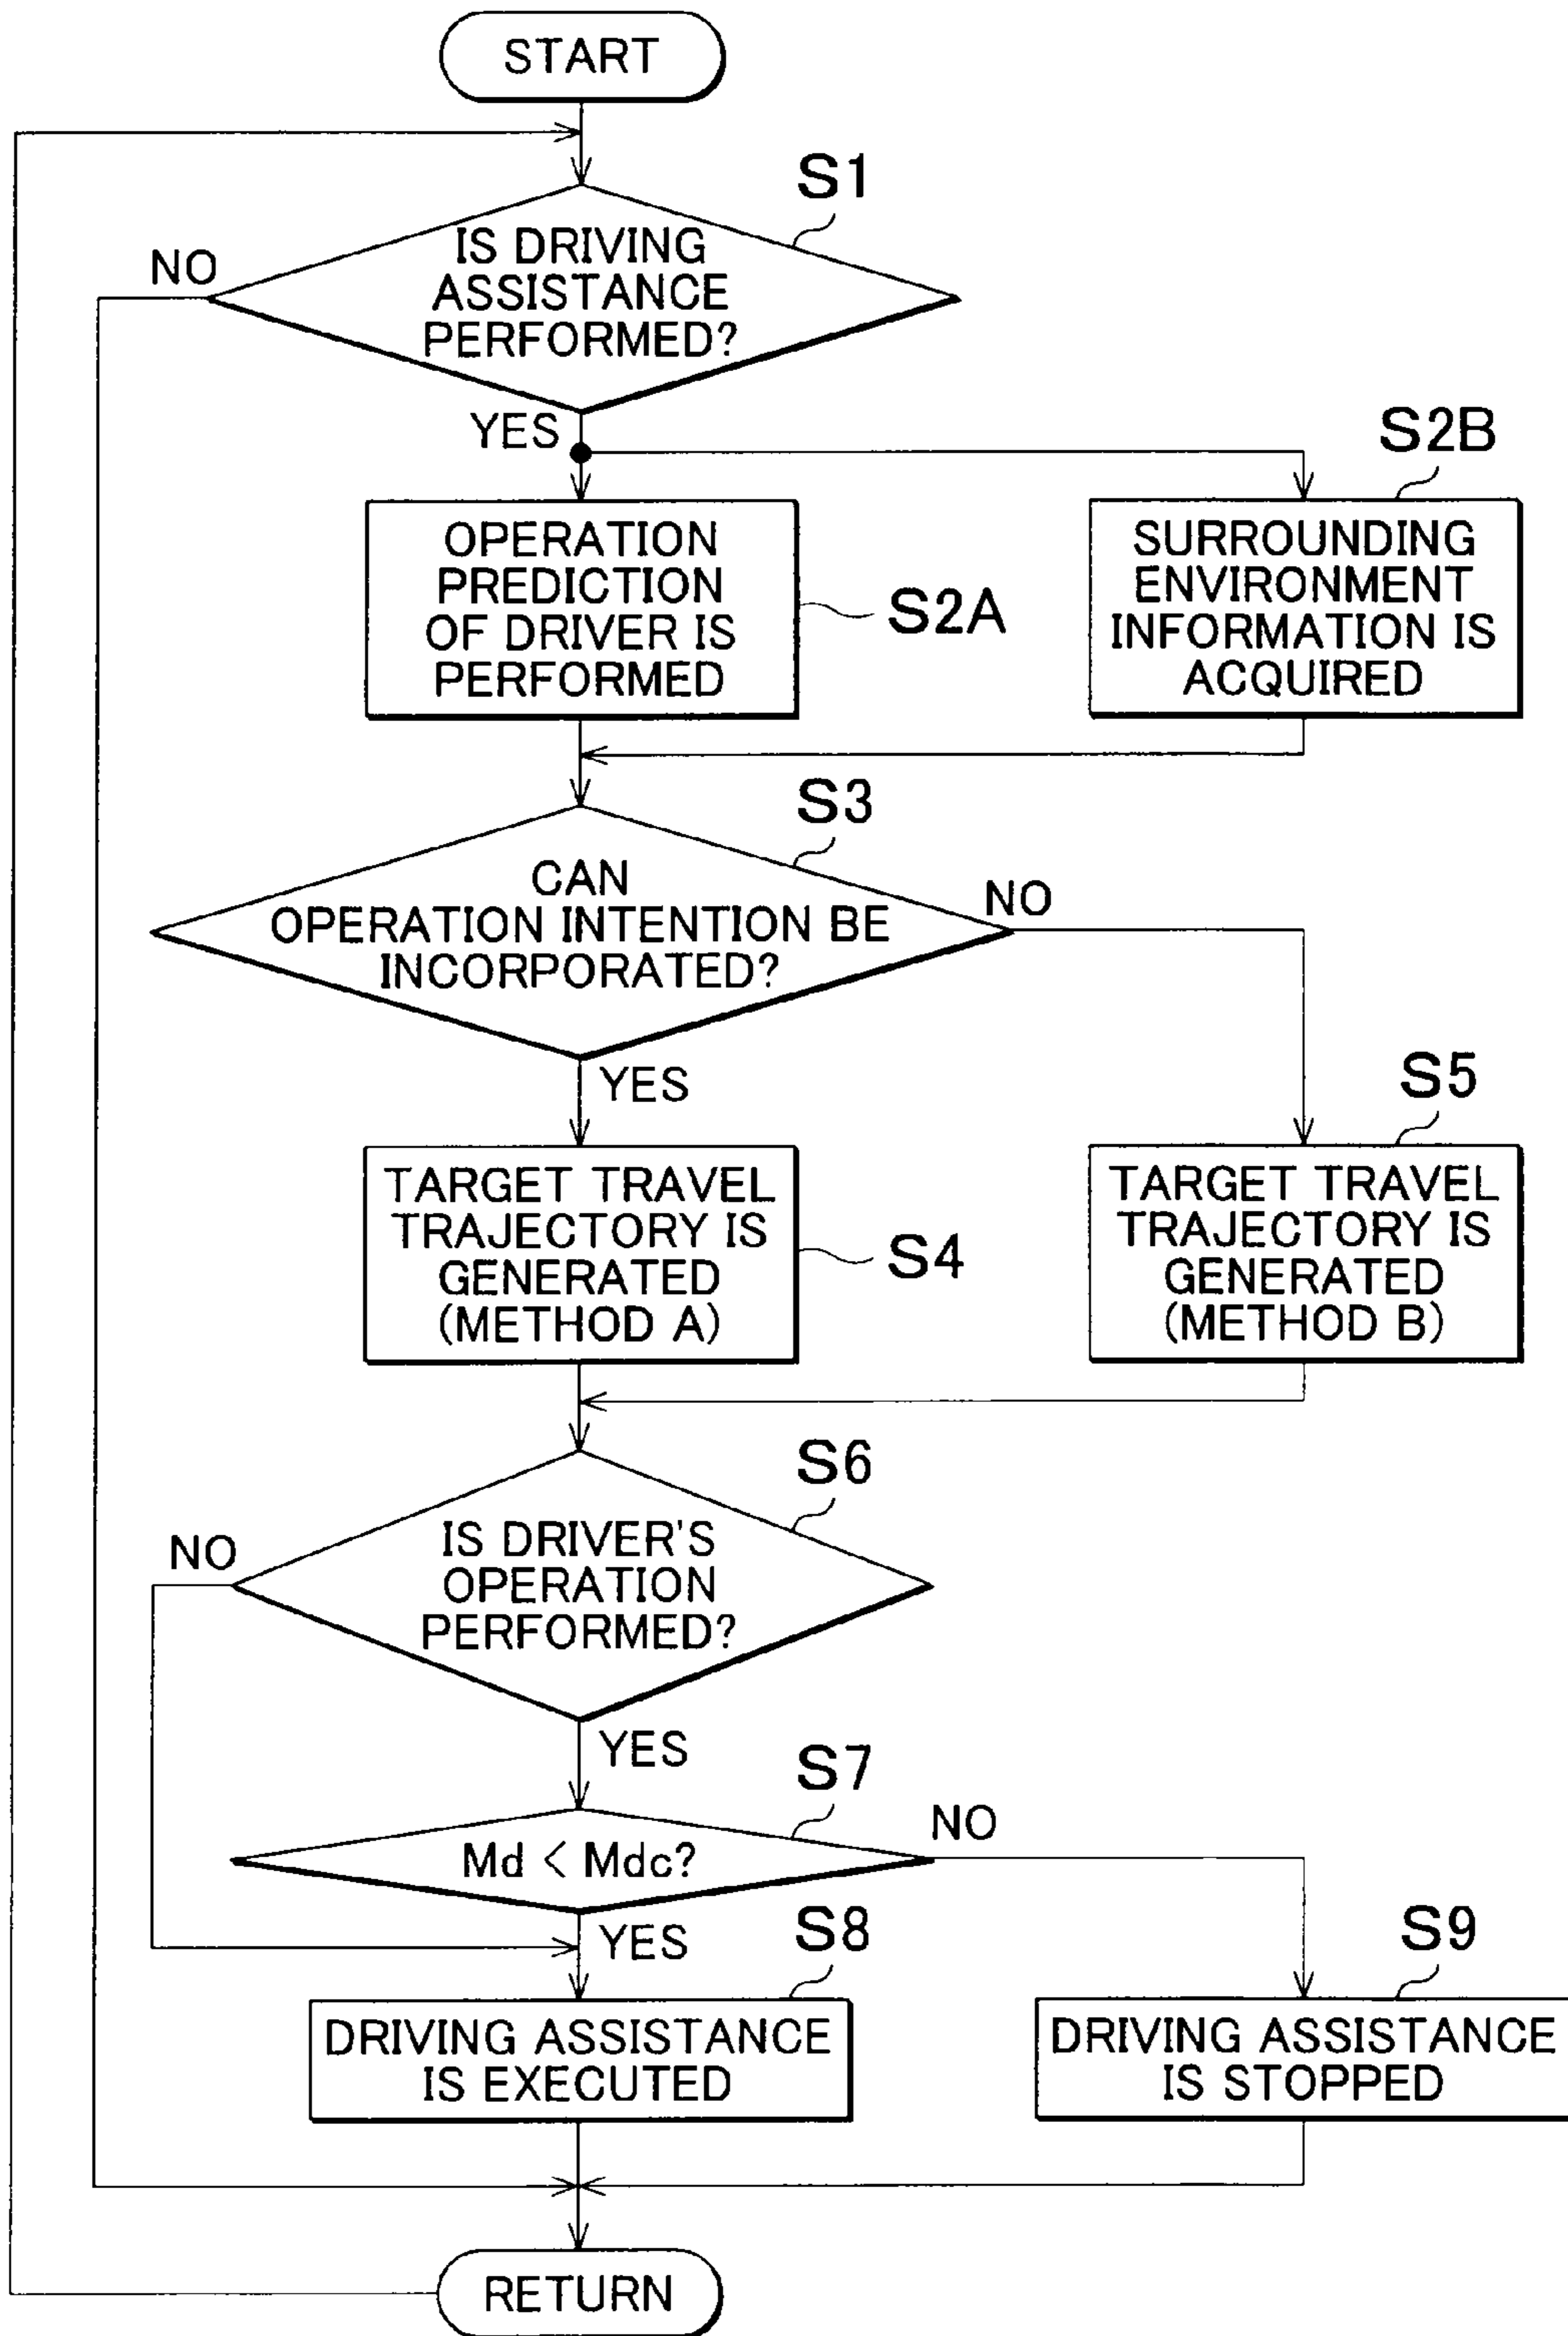 START
S1
IS DRIVING
ASSISTANCE
PERFORMED?
NO
YES
S2B
OPERATION
PREDICTION
OF DRIVER IS
PERFORMED
S2A
SURROUNDING
ENVIRONMENT
INFORMATION IS
ACQUIRED
S3
CAN
OPERATION INTENTION BE
INCORPORATED?
NO
YES
S5
TARGET TRAVEL
TRAJECTORY IS
GENERATED
(METHOD A)
S4
TARGET TRAVEL
TRAJECTORY IS
GENERATED
(METHOD B)
S6
IS DRIVER'S
OPERATION
PERFORMED?
NO
YES
S7
Md < Mdc?
NO
YES
S8
S9
DRIVING ASSISTANCE
IS EXECUTED
DRIVING ASSISTANCE
IS STOPPED
RETURN